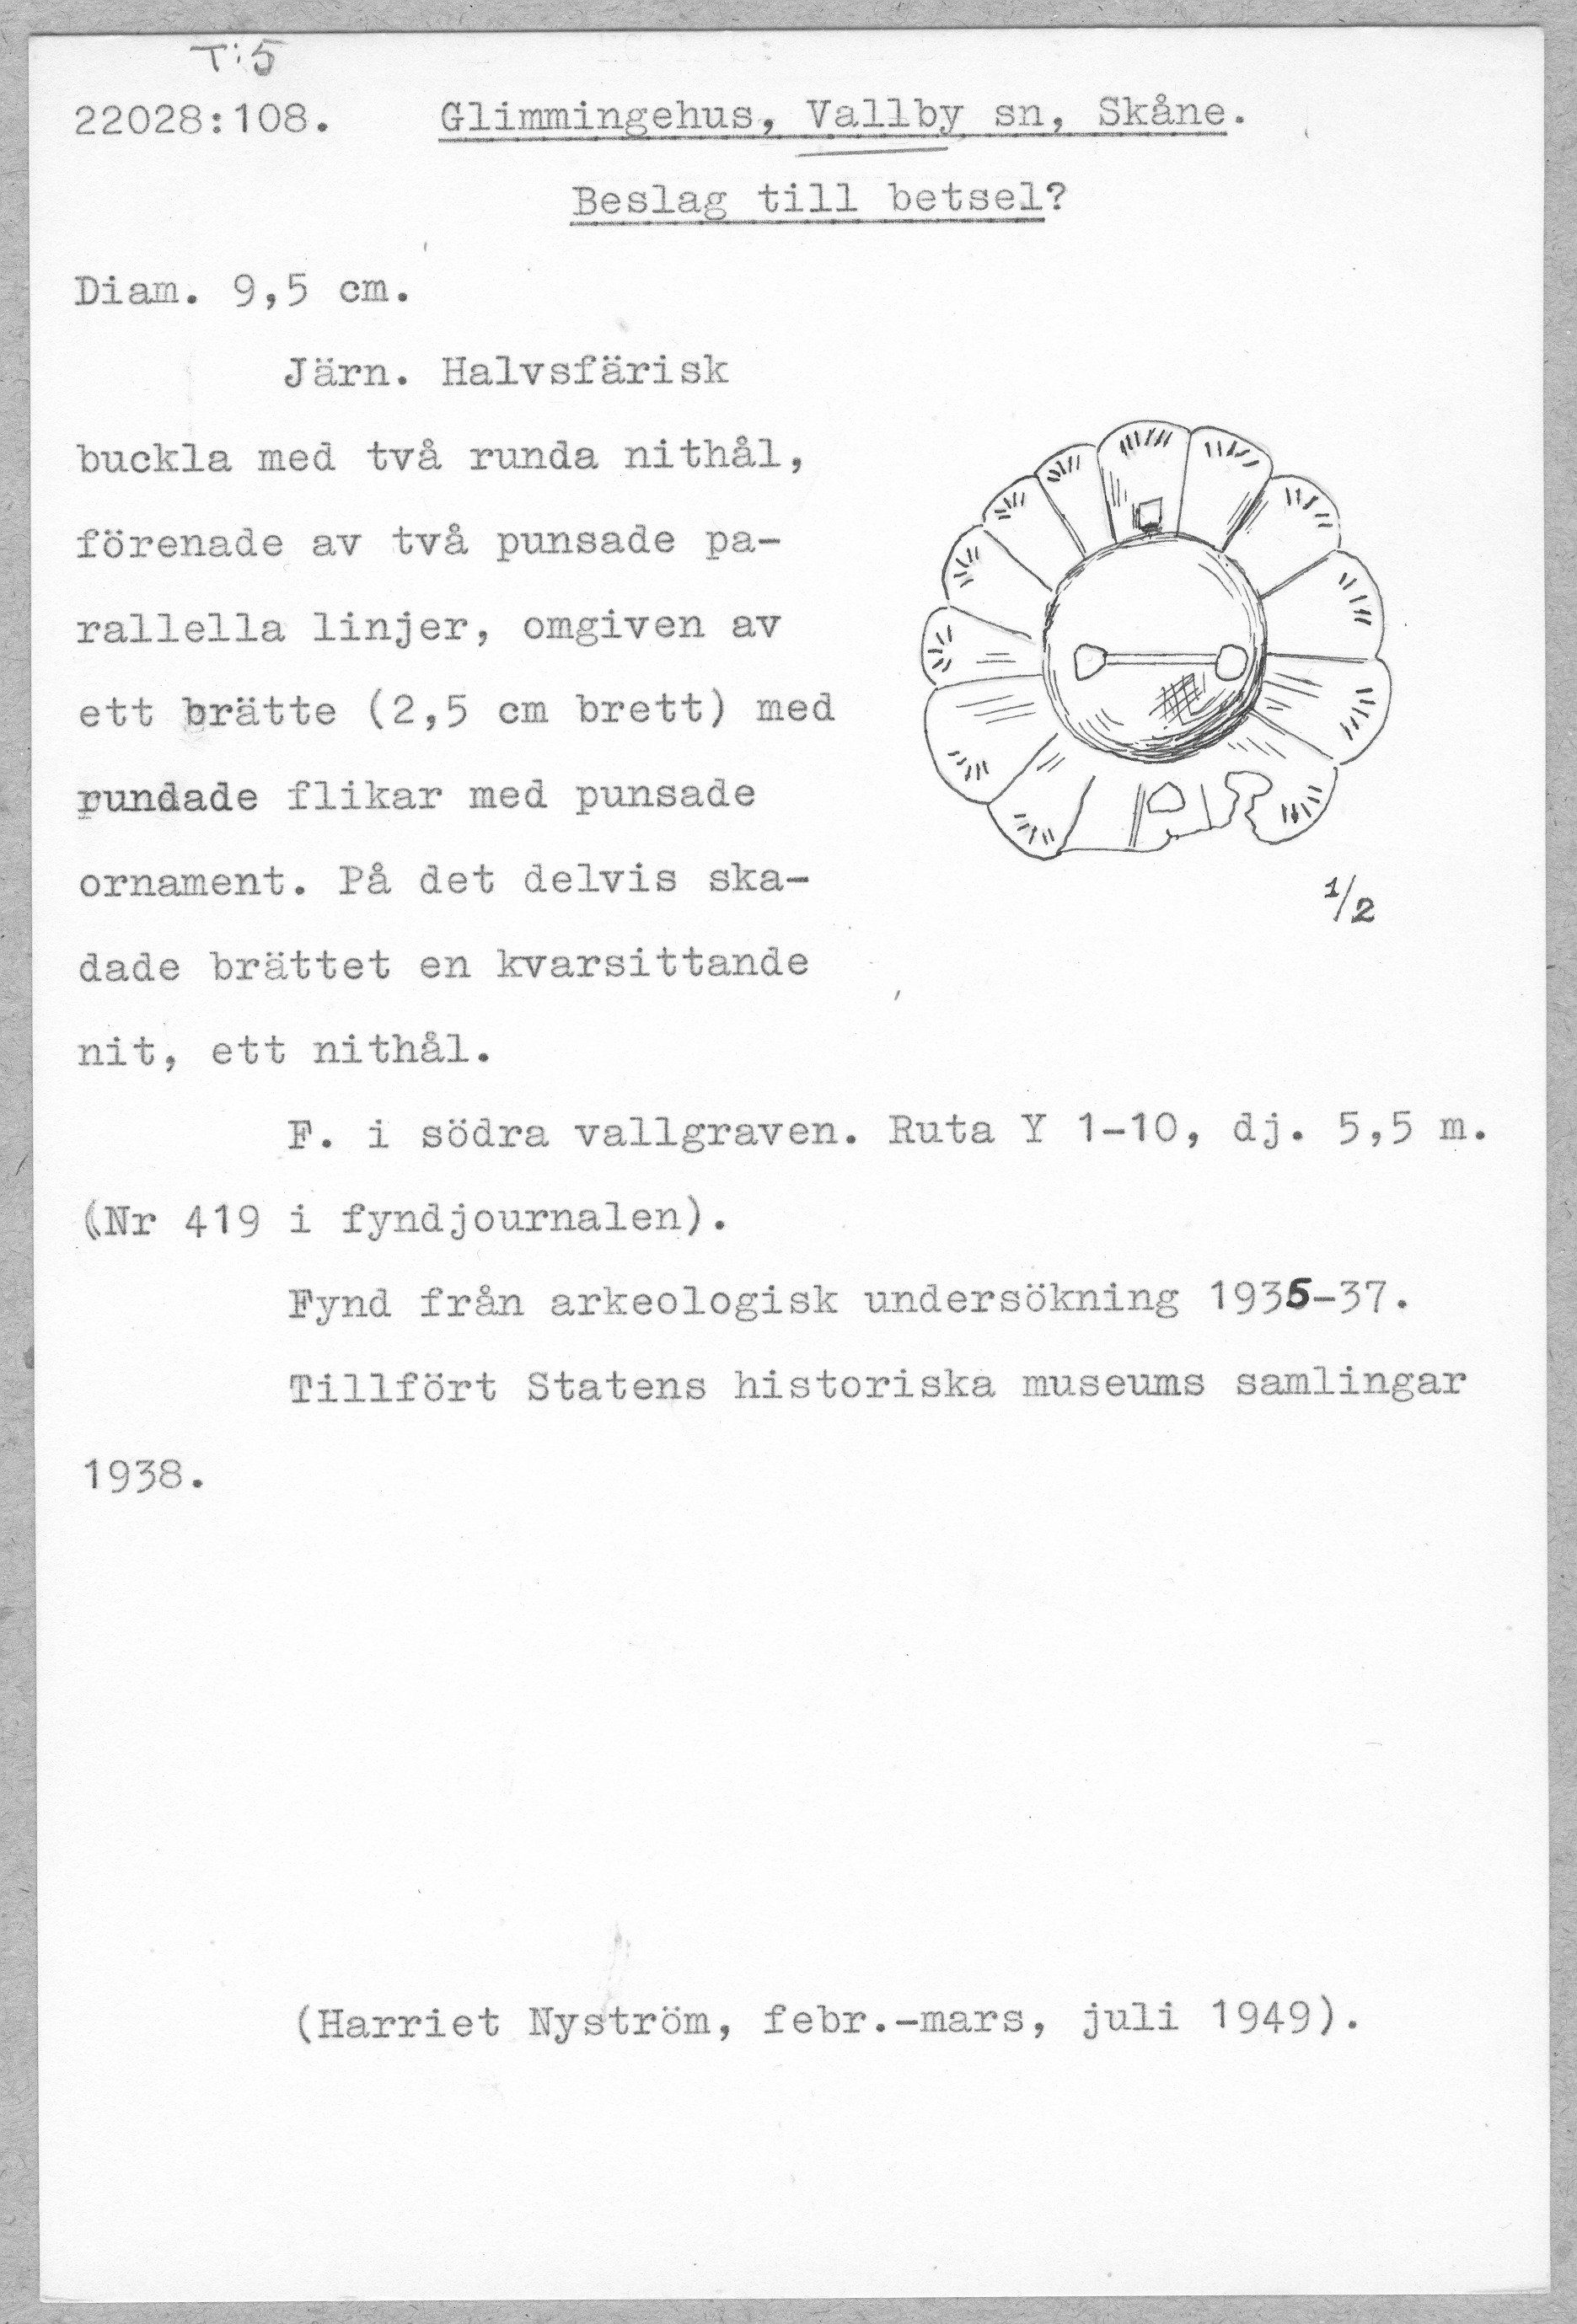 T:5
22028:108. Glimmingehus, Vallby sn, Skåne.
Beslag till betsel?
Diam. 9,5 cm.
Järn. Halvsfärisk
buckla med två runda nithål,
förenade av två punsade pa-
rallella linjer, omgiven av
ett brätte (2,5 cm brett) med
rundade flikar med punsade
ornament. På det delvis ska-
dade brättet en kvarsittande
nit, ett nithål.
1/2
F. i södra vallgraven. Ruta Y 1-10, dj. 5,5 m.
(Nr 419 i fyndjournalen).
Fynd från arkeologisk undersökning 1935-37.
Tillfört Statens historiska museums samlingar
1938.
(Harriet Nyström, febr.-mars, juli 1949).